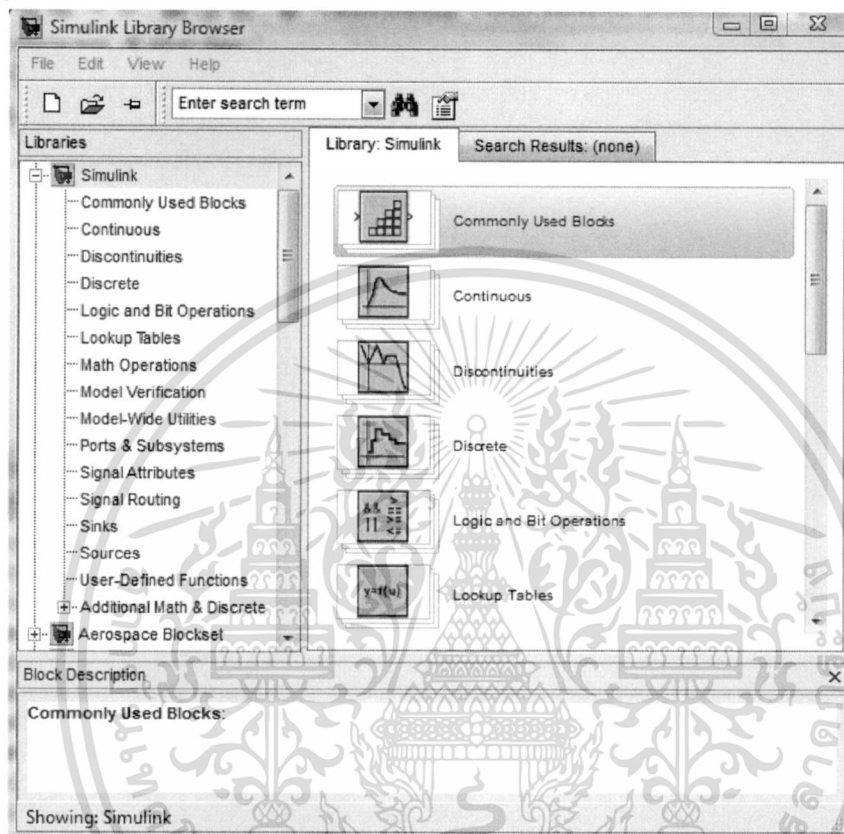 Simulink Library Browser
File Edit View Help
Enter search term
Libraries
Library: Simulink
Search Results: (none)
Simulink
Commonly Used Blocks
Continuous
Discontinuities
Discrete
Logic and Bit Operations
Lookup Tables
Math Operations
Model Verification
Model-Wide Utilities
Ports & Subsystems
Signal Attributes
Signal Routing
Sinks
Sources
User-Defined Functions
Additional Math & Discrete
Aerospace Blockset
Commonly Used Blocks
Continuous
Discontinuities
Discrete
&&
||
Logic and Bit Operations
y=f(u)
Lookup Tables
Block Description
Commonly Used Blocks:
Showing: Simulink